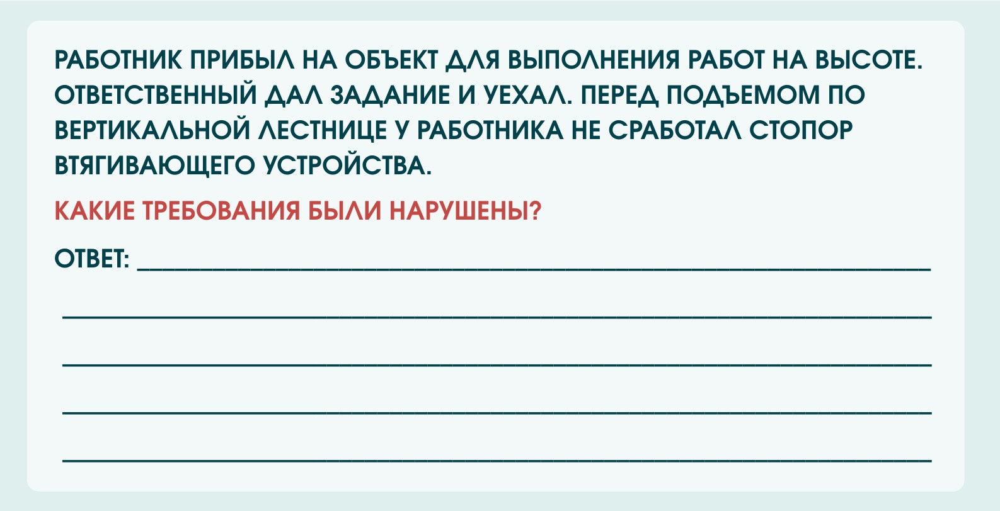 РАБОТНИК ПРИБЫЛ НА ОБЪЕКТ ДЛЯ ВЫПОЛНЕНИЯ РАБОТ НА ВЫСОТЕ.
ОТВЕТСТВЕННЫЙ ДАЛ ЗАДАНИЕ И УЕХАЛ. ПЕРЕД ПОДЪЕМОМ ПО
ВЕРТИКАЛЬНОЙ ЛЕСТНИЦЕ У РАБОТНИКА НЕ СРАБОТАЛ СТОПОР
ВТЯГИВАЮЩЕГО УСТРОЙСТВА.
КАКИЕ ТРЕБОВАНИЯ БЫЛИ НАРУШЕНЫ?
ОТВЕТ: